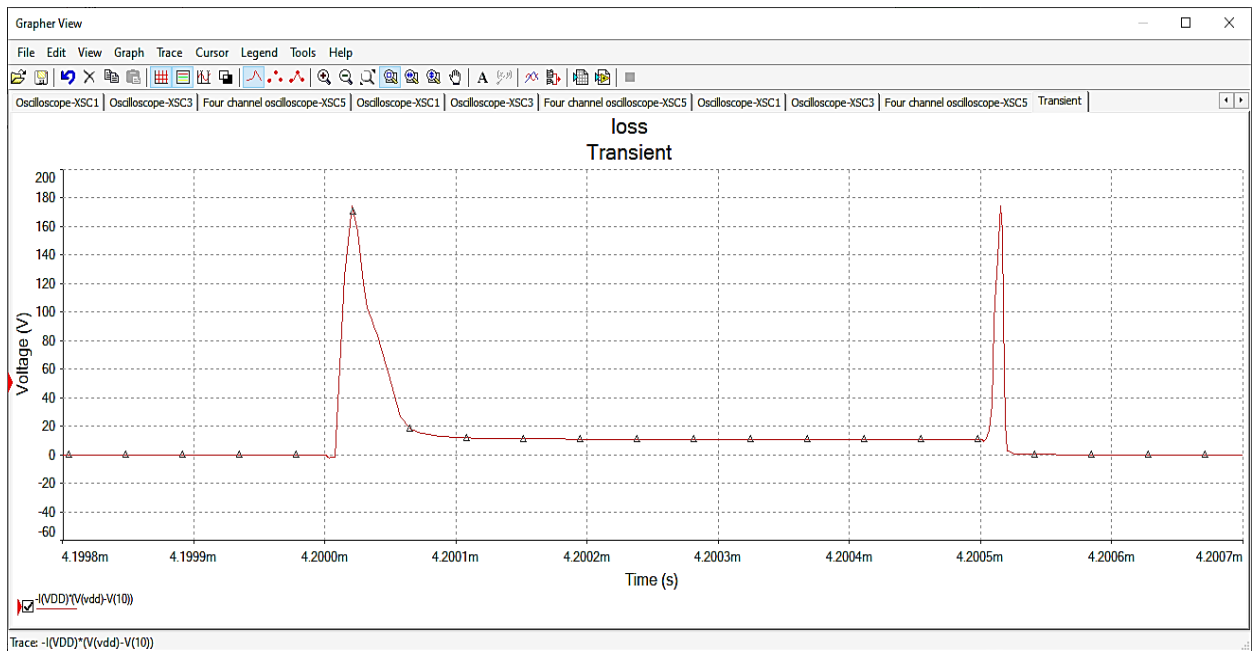 Grapher View
File Edit View Graph Trace Cursor Legend Tools Help
A
Oscilloscope-XSC1 Oscilloscope-XSC3 Four channel oscilloscope-XSC5 Oscilloscope-XSC1 Oscilloscope-XSC3 Four channel oscilloscope-XSC5 Oscilloscope-XSC1 Oscilloscope-XSC3 Four channel oscilloscope-XSC5 Transient
loss
Transient
Voltage (V)
200
180
160
140
120
100
80
60
40
20
0
-20
-40
-60
4.1998m 4.1999m 4.2000m 4.2001m 4.2002m 4.2003m 4.2004m 4.2005m 4.2006m 4.2007m
Time (s)
-I(VDD)*(V(vdd)-V(10))
Trace: -I(VDD)*(V(vdd)-V(10))